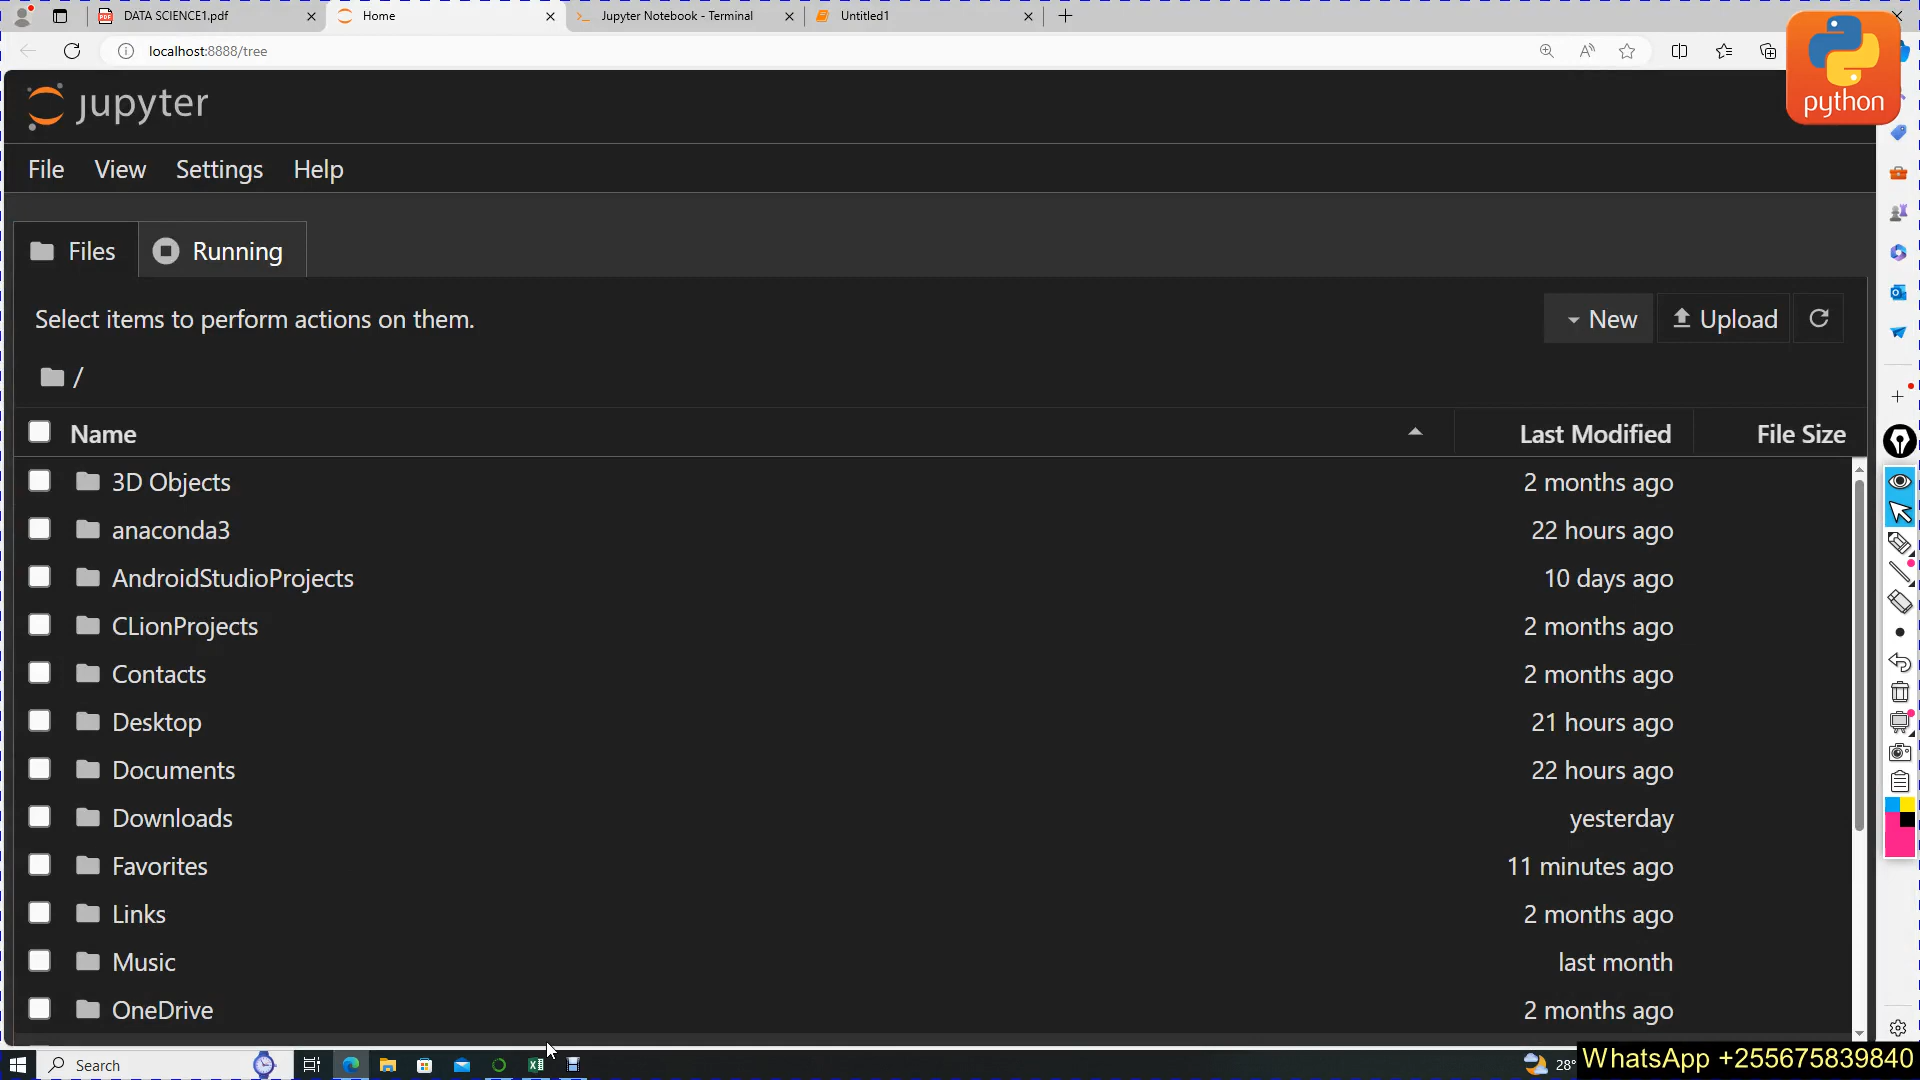 DATA SCIENCE1.pdf
Home
Jupyter Notebook - Terminal
Untitled1
localhost:8888/tree
python
jupyter
File View Settings Help
Files
Running
Select items to perform actions on them.
New
Upload
/
Name
Last Modified
File Size
3D Objects 2 months ago
anaconda3 22 hours ago
AndroidStudioProjects 10 days ago
CLionProjects 2 months ago
Contacts 2 months ago
Desktop 21 hours ago
Documents 22 hours ago
Downloads yesterday
Favorites 11 minutes ago
Links 2 months ago
Music last month
OneDrive 2 months ago
Search
28°
WhatsApp +255675839840